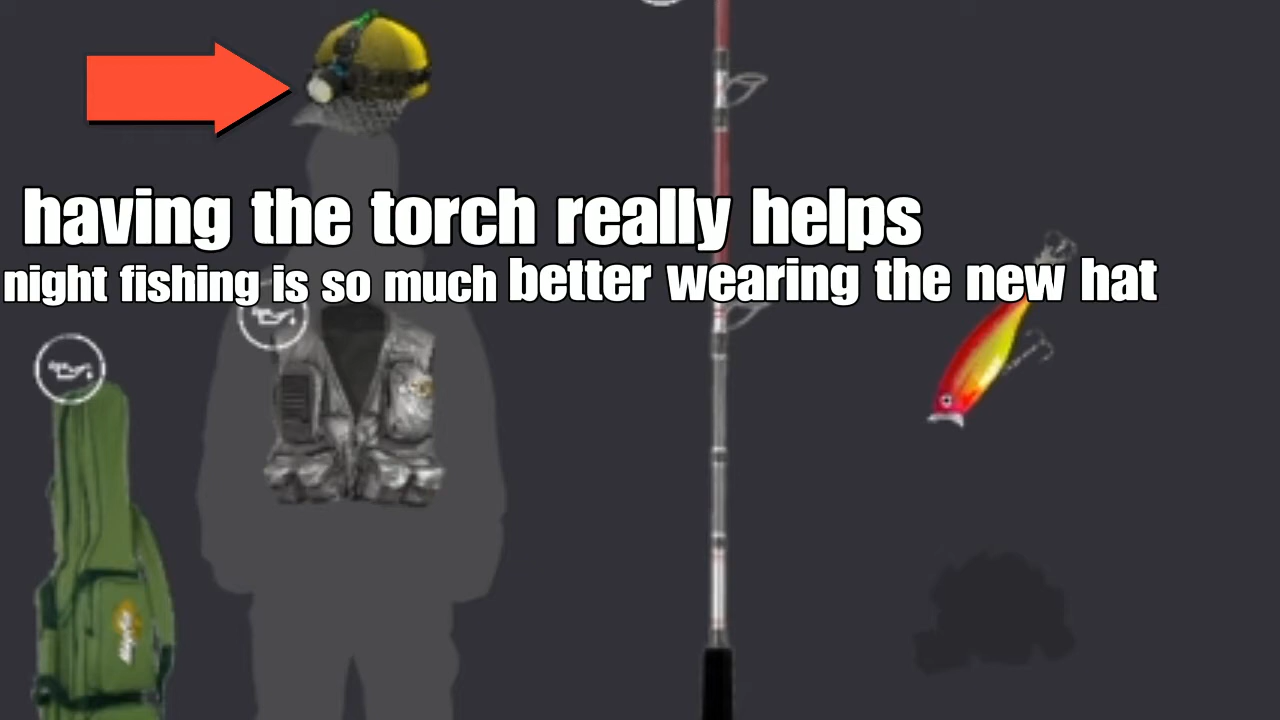 having the torch really helps
night fishing is so much better wearing the new hat